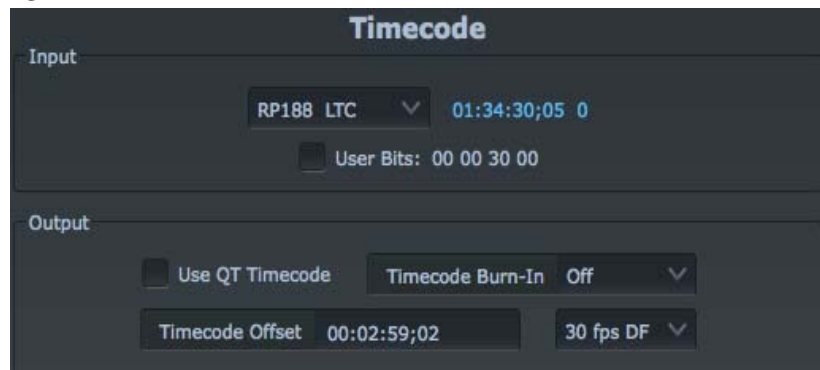 Timecode
Input
RP188 LTC 01:34:30;05 0
User Bits: 00 00 30 00
Output
Use QT Timecode Timecode Burn-In Off
Timecode Offset 00:02:59;02 30 fps DF